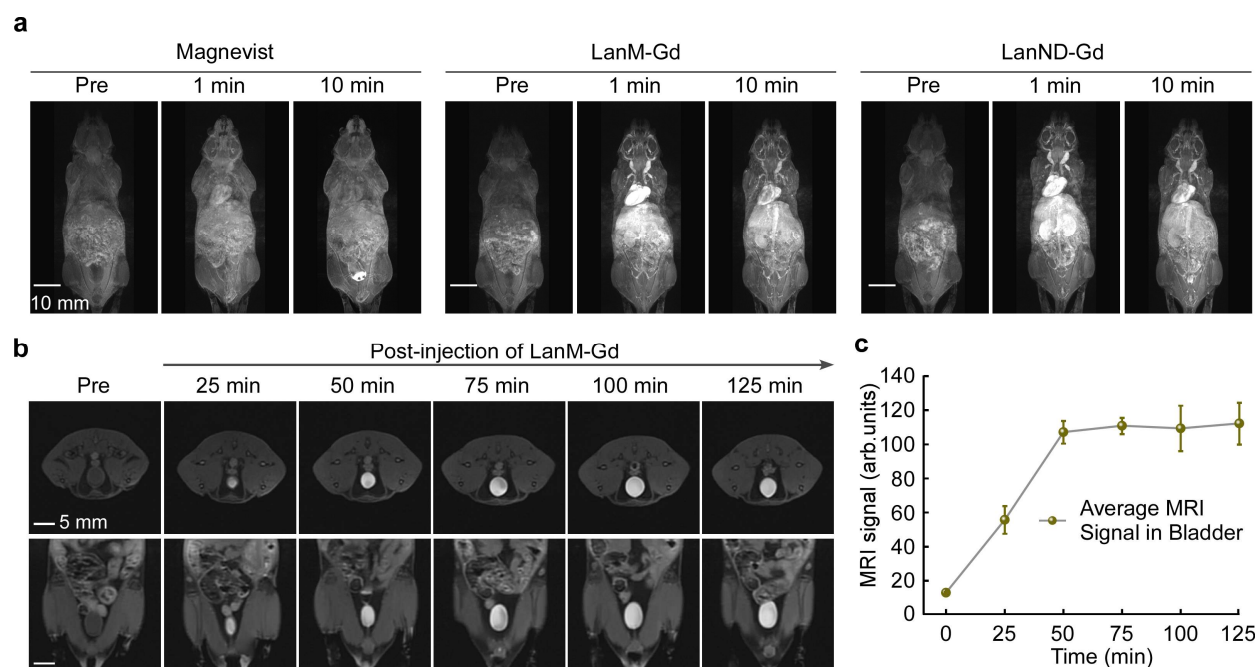 a
Magnevist
LanM-Gd
LanND-Gd
Pre
1 min
10 min
Pre
1 min
10 min
Pre
1 min
10 min
10 mm
b
Post-injection of LanM-Gd
Pre
25 min
50 min
75 min
100 min
125 min
5 mm
c
MRI signal (arb.units)
140
120
100
80
60
40
20
0
Average MRI
Signal in Bladder
0
25
50
75
100
125
Time (min)